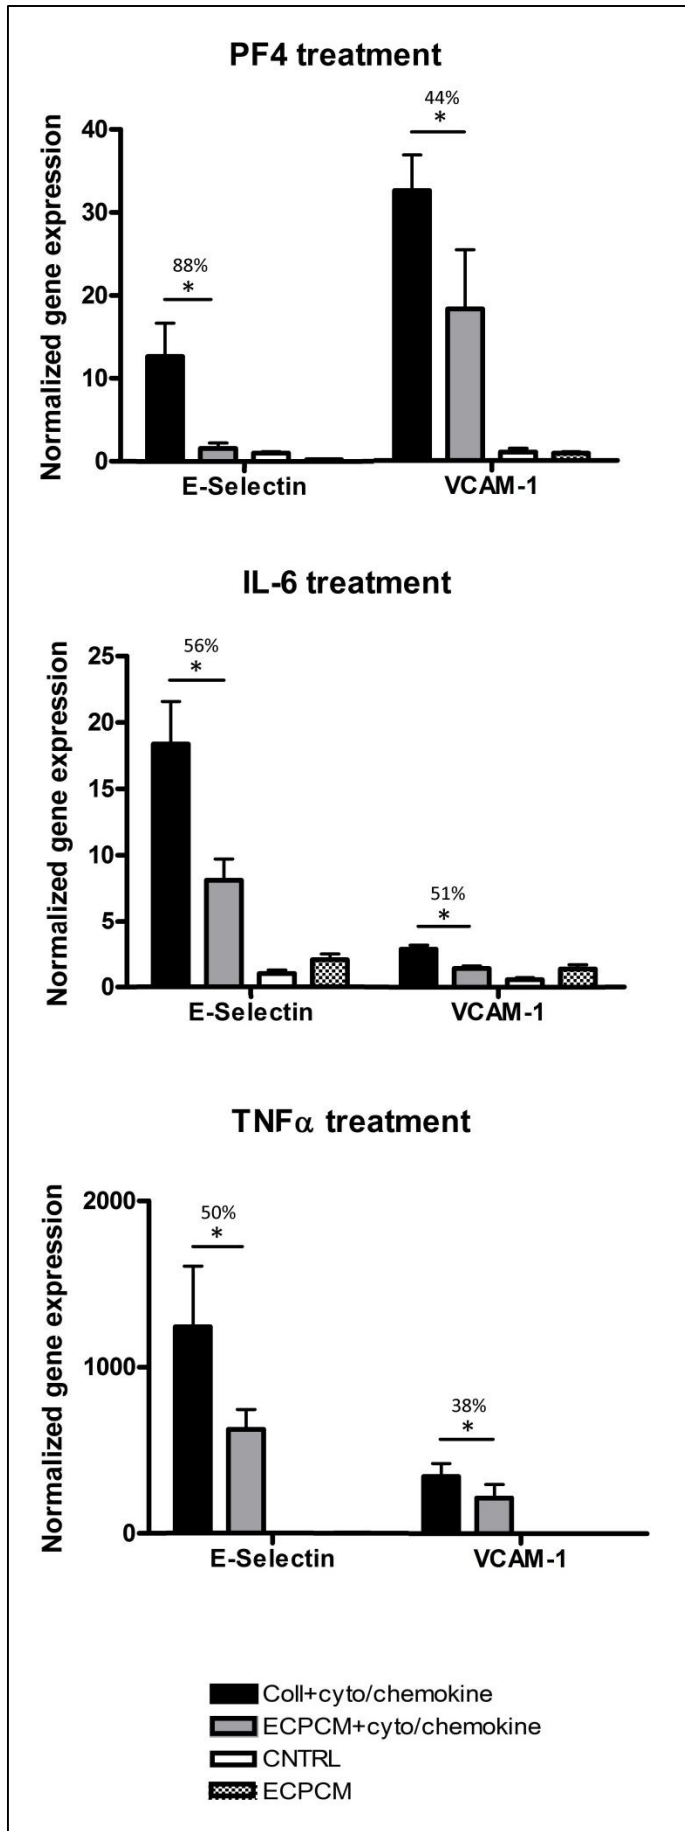 PF4 treatment
Normalized gene expression
40
30
20
10
0
88%
*
44%
*
E-Selectin
VCAM-1
IL-6 treatment
Normalized gene expression
25
20
15
10
5
0
56%
*
51%
*
E-Selectin
VCAM-1
TNFα treatment
Normalized gene expression
2000
1000
0
50%
*
38%
*
E-Selectin
VCAM-1
Coll+cyto/chemokine
ECPCM+cyto/chemokine
CNTRL
ECPCM